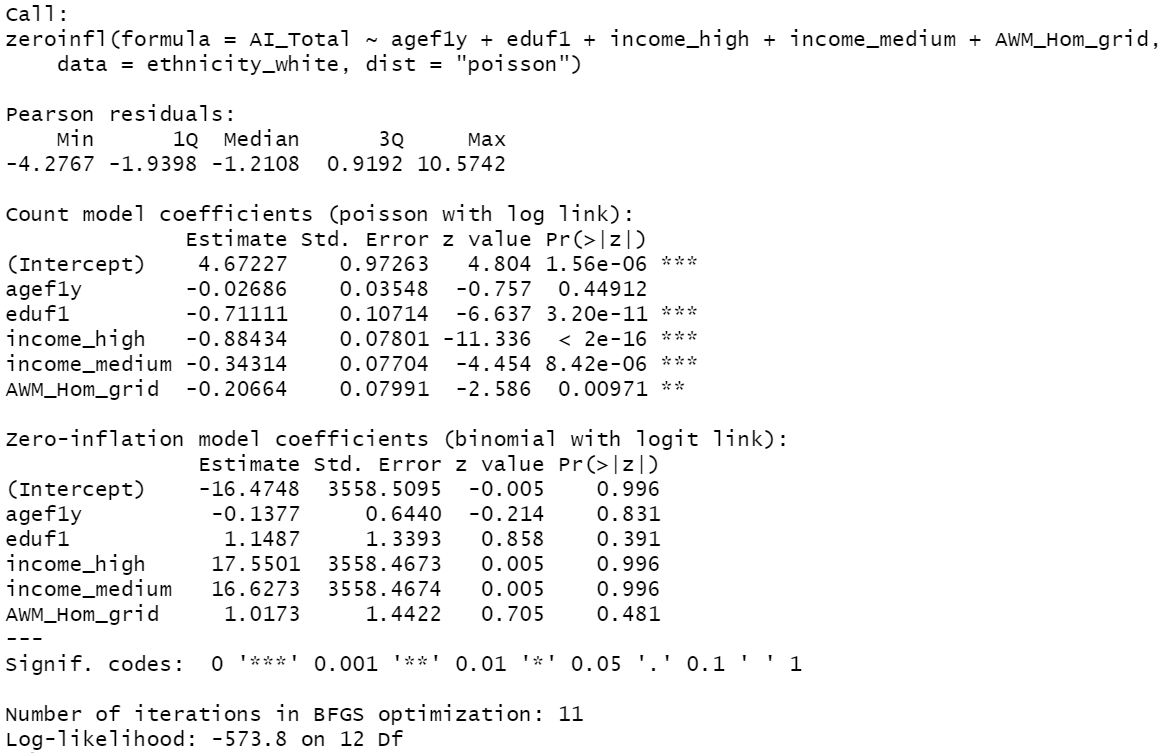 Call:
zeroinfl(formula = AI_Total ~ agef1y + eduf1 + income_high + income_medium + AWM_Hom_grid,
    data = ethnicity_white, dist = "poisson")

Pearson residuals:
    Min      1Q  Median      3Q     Max
-4.2767 -1.9398 -1.2108  0.9192 10.5742

Count model coefficients (poisson with log link):
              Estimate Std. Error z value Pr(>|z|)
(Intercept)    4.67227    0.97263   4.804 1.56e-06 ***
agef1y        -0.02686    0.03548  -0.757  0.44912
eduf1         -0.71111    0.10714  -6.637 3.20e-11 ***
income_high   -0.88434    0.07801 -11.336  < 2e-16 ***
income_medium -0.34314    0.07704  -4.454 8.42e-06 ***
AWM_Hom_grid  -0.20664    0.07991  -2.586  0.00971 **

Zero-inflation model coefficients (binomial with logit link):
               Estimate Std. Error z value Pr(>|z|)
(Intercept)    -16.4748  3558.5095  -0.005    0.996
agef1y          -0.1377     0.6440  -0.214    0.831
eduf1            1.1487     1.3393   0.858    0.391
income_high     17.5501  3558.4673   0.005    0.996
income_medium   16.6273  3558.4674   0.005    0.996
AWM_Hom_grid     1.0173     1.4422   0.705    0.481
---
Signif. codes:  0 '***' 0.001 '**' 0.01 '*' 0.05 '.' 0.1 ' ' 1

Number of iterations in BFGS optimization: 11
Log-likelihood: -573.8 on 12 Df